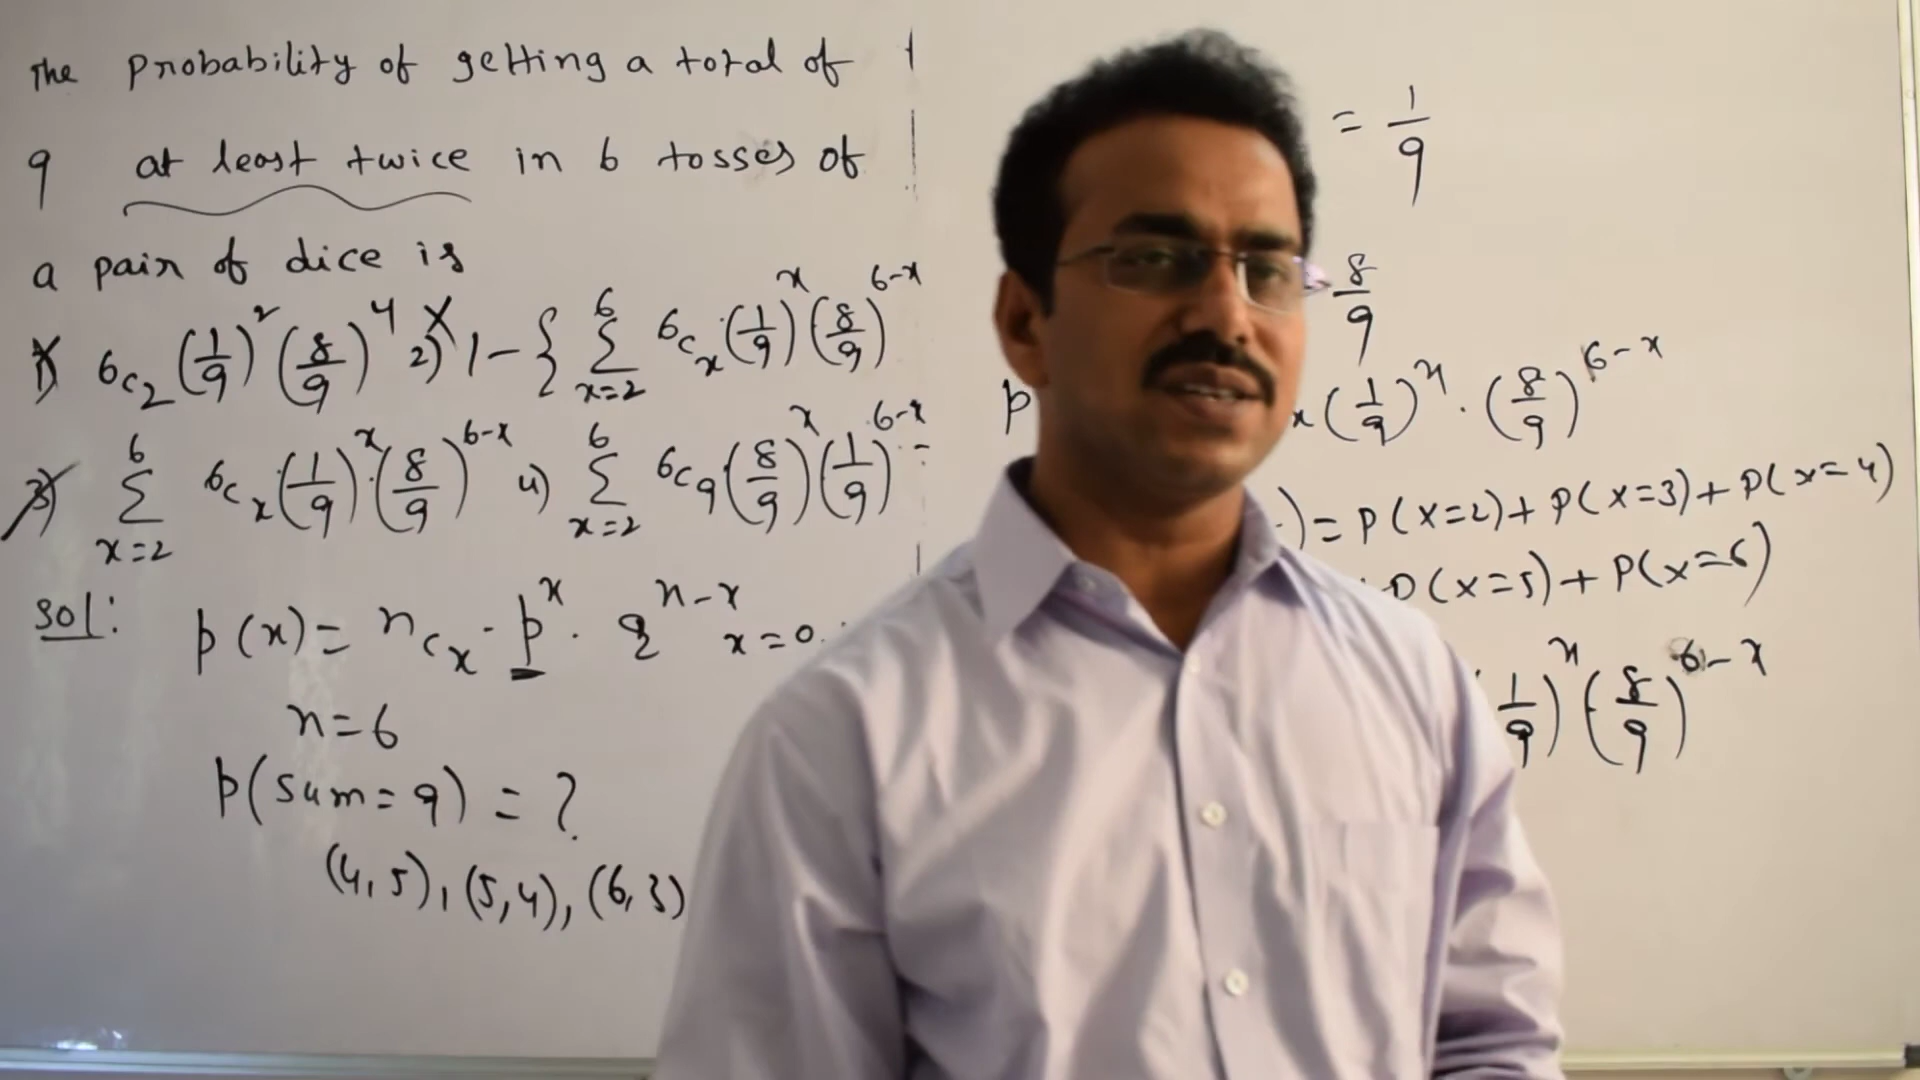 The probability of getting a total of
9 at least twice in 6 tosses of
a pair of dice is
1) 6c₂ (1/9)² (8/9)⁴ 2) 1 - { Σ_{x=2}^{6} 6cₓ (1/9)ˣ (8/9)⁶⁻ˣ
3) Σ_{x=2}^{6} 6cₓ (1/9)ˣ · (8/9)⁶⁻ˣ 4) Σ_{x=2}^{6} 6c₉ (8/9)ˣ (1/9)⁶⁻ˣ
Sol: p(x) = ncₓ · pˣ · qⁿ⁻ˣ x = 0
n = 6
p(sum = 9) = ?
(4,5), (5,4), (6,3)
= 1/9
8/9
p x (1/9)ˣ · (8/9)⁶⁻ˣ
) = p(x=2) + p(x=3) + p(x=4)
p(x=5) + p(x=6)
(1/9)ˣ (8/9)⁶⁻ˣ